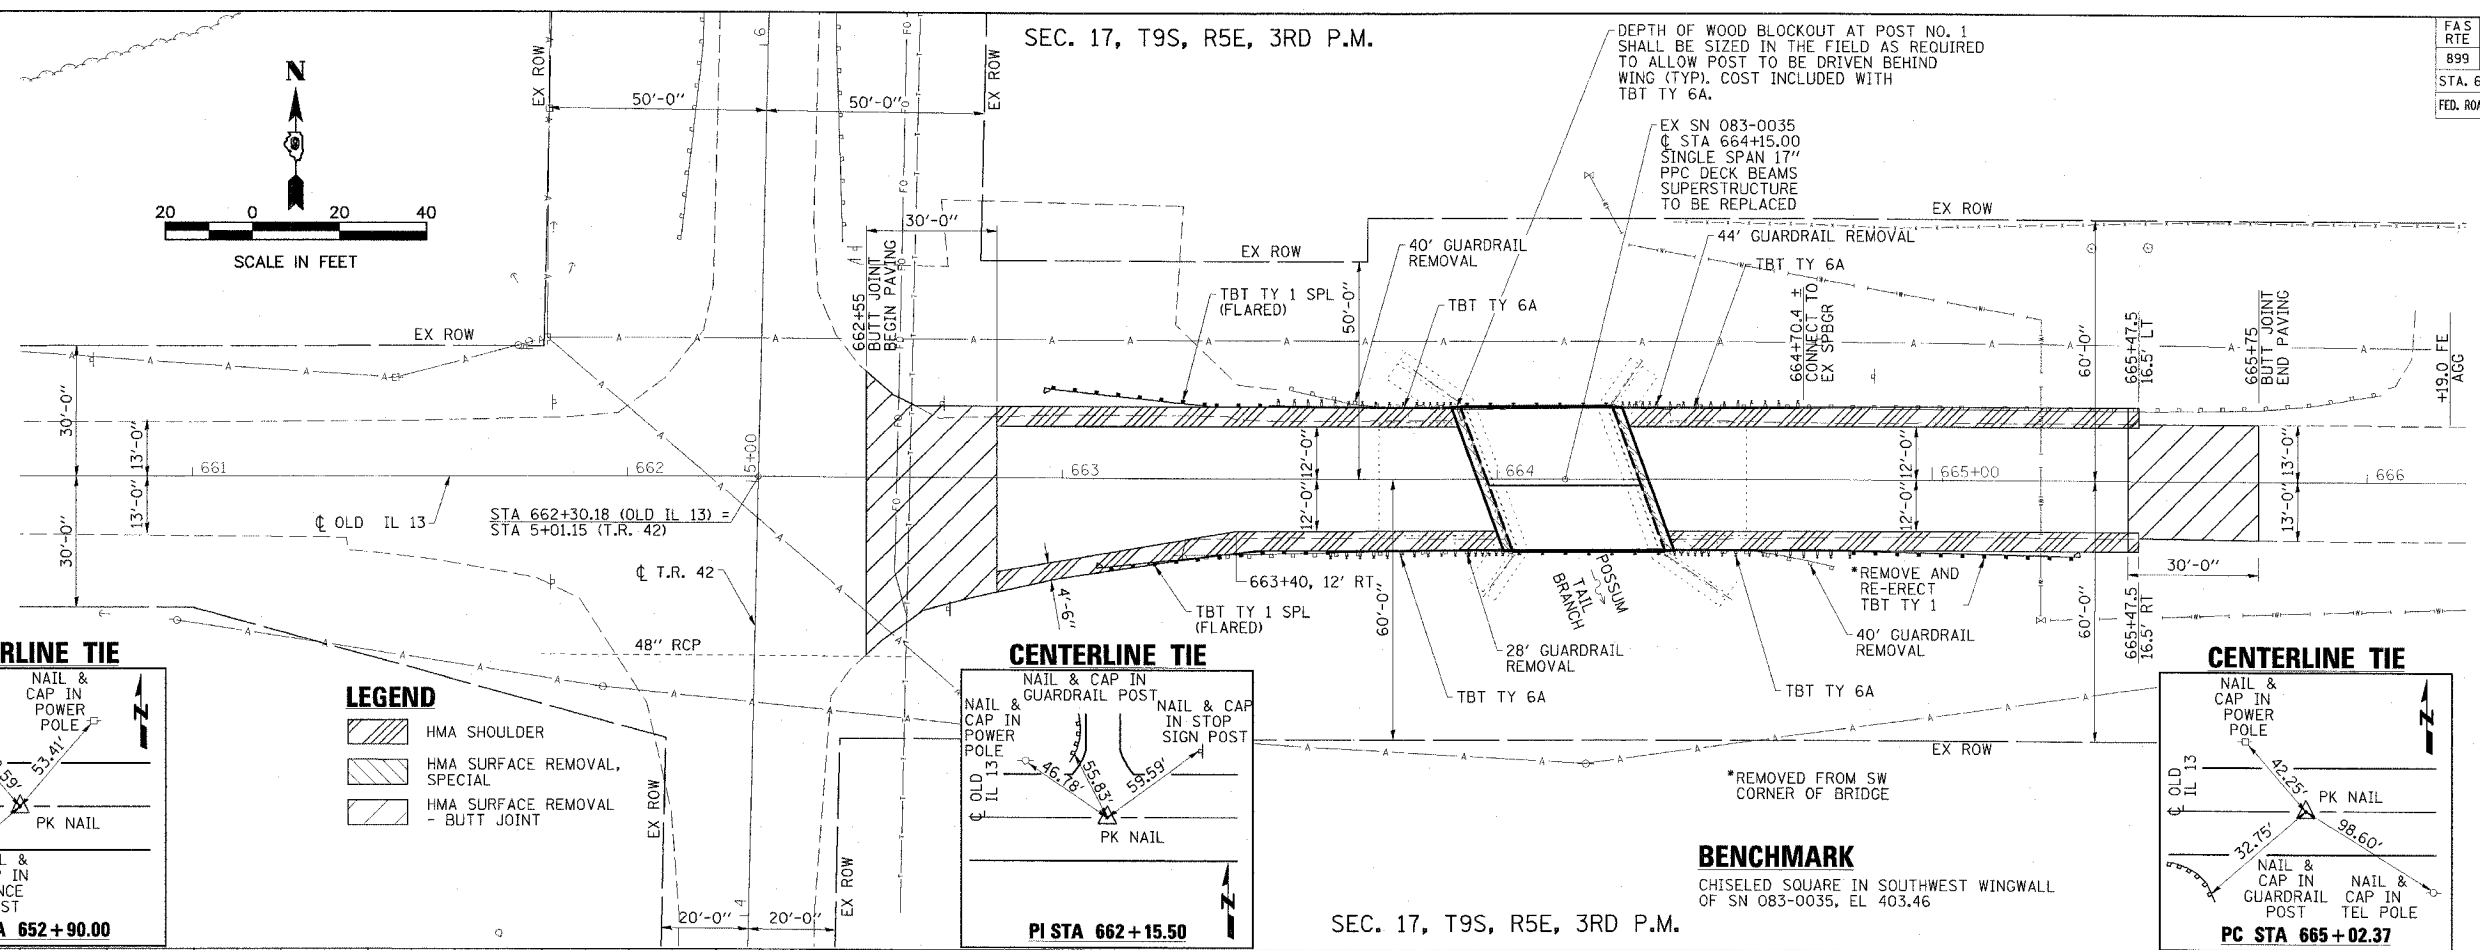 SEC. 17, T9S, R5E, 3RD P.M.
FAS
RTE
899
STA. 6
FED. ROA
N
20 0 20 40
SCALE IN FEET
EX ROW
50'-0"
50'-0"
EX ROW
6
FO
DEPTH OF WOOD BLOCKOUT AT POST NO. 1
SHALL BE SIZED IN THE FIELD AS REQUIRED
TO ALLOW POST TO BE DRIVEN BEHIND
WING (TYP). COST INCLUDED WITH
TBT TY 6A.
EX SN 083-0035
℄ STA 664+15.00
SINGLE SPAN 17"
PPC DECK BEAMS
SUPERSTRUCTURE
TO BE REPLACED
EX ROW
30'-0"
EX ROW
40' GUARDRAIL
REMOVAL
44' GUARDRAIL REMOVAL
TBT TY 6A
TBT TY 1 SPL
(FLARED)
TBT TY 6A
50'-0"
662+55
BUTT JOINT
BEGIN PAVING
664+70.4 ±
CONNECT TO
EX SPBGR
60'-0"
665+47.5
16.5' LT
665+75
BUTT JOINT
END PAVING
+19.0 FE
AGG
EX ROW
30'-0"
13'-0"
13'-0"
30'-0"
661
662
5+00
663
12'-0"
12'-0"
664
12'-0"
12'-0"
665+00
13'-0"
13'-0"
666
℄ OLD IL 13
STA 662+30.18 (OLD IL 13) =
STA 5+01.15 (T.R. 42)
℄ T.R. 42
4'-6"
663+40, 12' RT
TBT TY 1 SPL
(FLARED)
60'-0"
POSSUM
TAIL
BRANCH
*REMOVE AND
RE-ERECT
TBT TY 1
30'-0"
60'-0"
665+47.5
16.5' RT
28' GUARDRAIL
REMOVAL
40' GUARDRAIL
REMOVAL
TBT TY 6A
TBT TY 6A
48" RCP
EX ROW
EX ROW
EX ROW
4
20'-0"
20'-0"
*REMOVED FROM SW
CORNER OF BRIDGE
RLINE TIE
NAIL &
CAP IN
POWER
POLE
53.41'
.59'
PK NAIL
L &
P IN
NCE
ST
A 652+90.00
LEGEND
HMA SHOULDER
HMA SURFACE REMOVAL,
SPECIAL
HMA SURFACE REMOVAL
- BUTT JOINT
CENTERLINE TIE
NAIL & CAP IN
GUARDRAIL POST
NAIL &
CAP IN
POWER
POLE
NAIL & CAP
IN STOP
SIGN POST
℄ OLD
IL 13
46.78'
55.83'
59.59'
PK NAIL
N
PI STA 662+15.50
BENCHMARK
CHISELED SQUARE IN SOUTHWEST WINGWALL
OF SN 083-0035, EL 403.46
SEC. 17, T9S, R5E, 3RD P.M.
CENTERLINE TIE
NAIL &
CAP IN
POWER
POLE
N
℄ OLD
IL 13
42.25'
PK NAIL
32.75'
98.60'
NAIL &
CAP IN
GUARDRAIL
POST
NAIL &
CAP IN
TEL POLE
PC STA 665+02.37